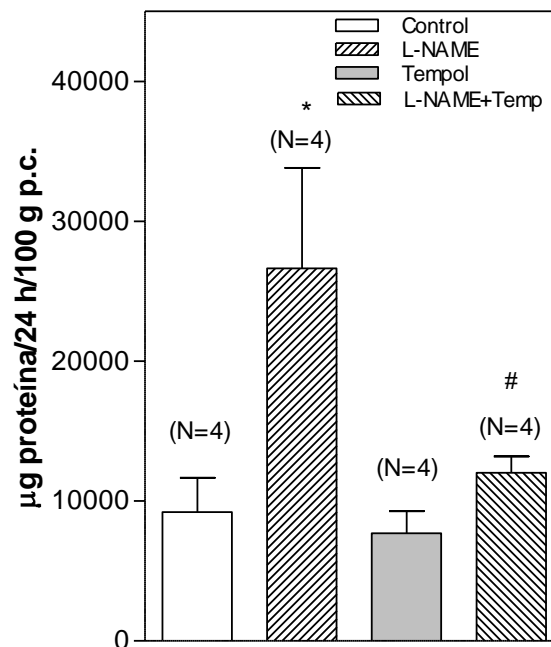 Control
L-NAME
Tempol
L-NAME+Temp
40000
30000
20000
10000
0
µg proteína/24 h/100 g p.c.
*
(N=4)
#
(N=4)
(N=4)
(N=4)